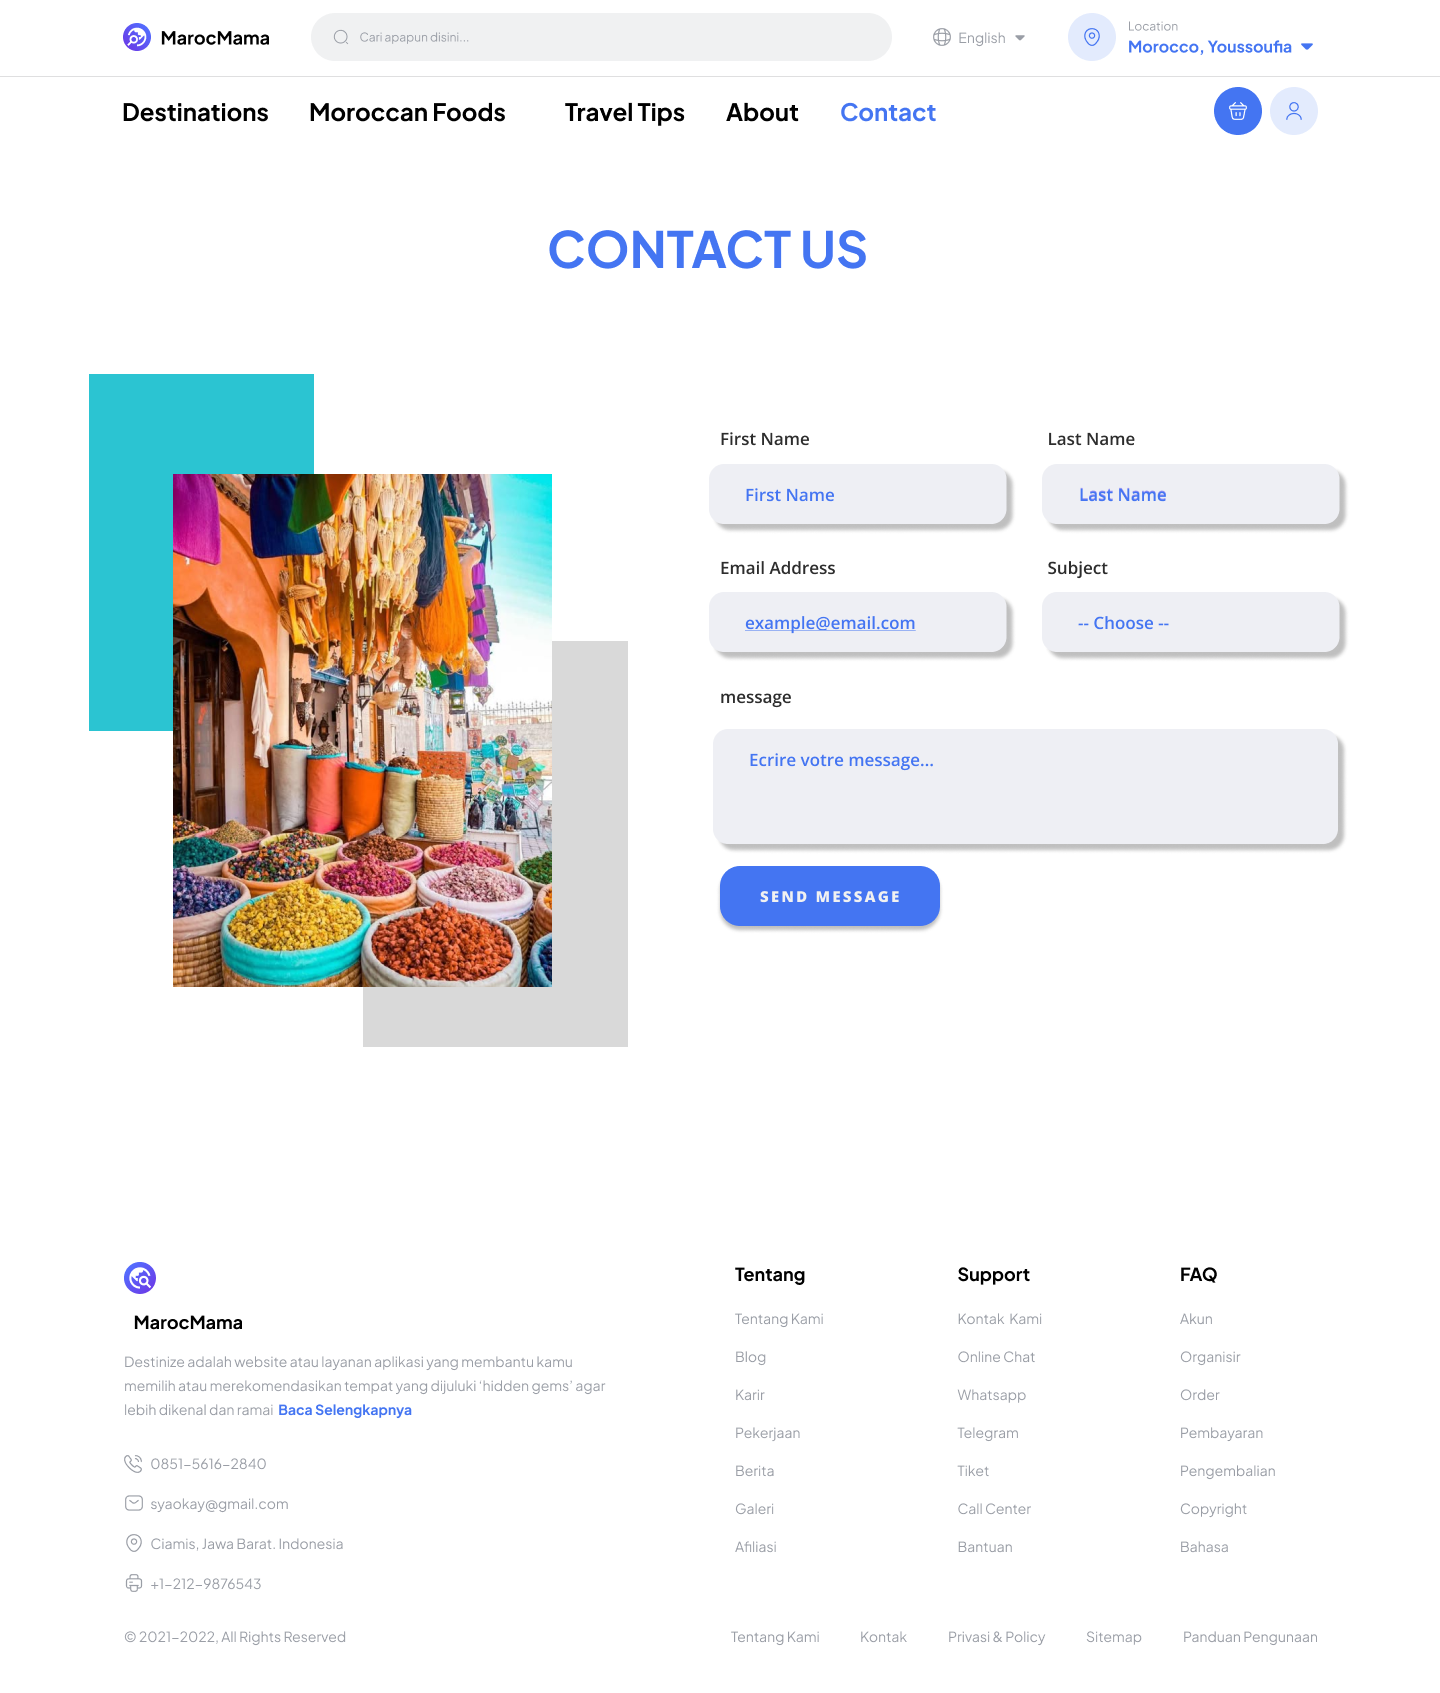 MarocMama
Cari apapun disini...
English
Location
Morocco, Youssoufia
Destinations
Moroccan Foods
Travel Tips
About
Contact
CONTACT US
First Name
Last Name
First Name
Last Name
Email Address
Subject
example@email.com
-- Choose --
message
Ecrire votre message...
SEND MESSAGE
MarocMama
Destinize adalah website atau layanan aplikasi yang membantu kamu
memilih atau merekomendasikan tempat yang dijuluki 'hidden gems' agar
lebih dikenal dan ramai Baca Selengkapnya
0851-5616-2840
syaokay@gmail.com
Ciamis, Jawa Barat. Indonesia
+1-212-9876543
Tentang
Tentang Kami
Blog
Karir
Pekerjaan
Berita
Galeri
Afiliasi
Support
Kontak Kami
Online Chat
Whatsapp
Telegram
Tiket
Call Center
Bantuan
FAQ
Akun
Organisir
Order
Pembayaran
Pengembalian
Copyright
Bahasa
© 2021-2022, All Rights Reserved
Tentang Kami
Kontak
Privasi & Policy
Sitemap
Panduan Pengunaan